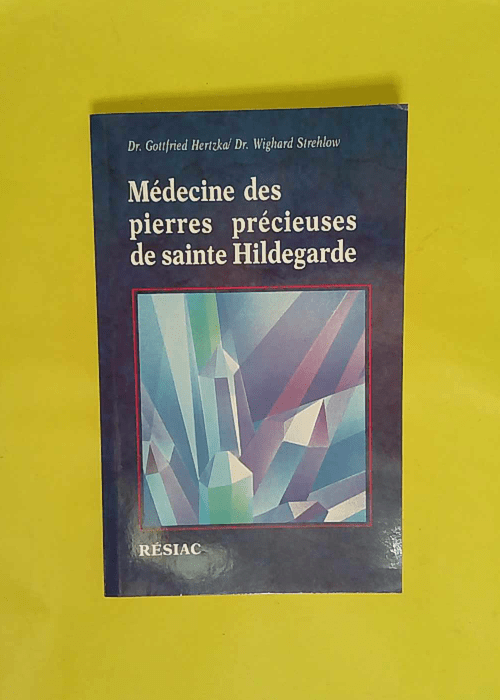 Dr. Gottfried Hertzka/ Dr. Wighard Strehlow
Médecine des
pierres précieuses
de sainte Hildegarde
RÉSIAC